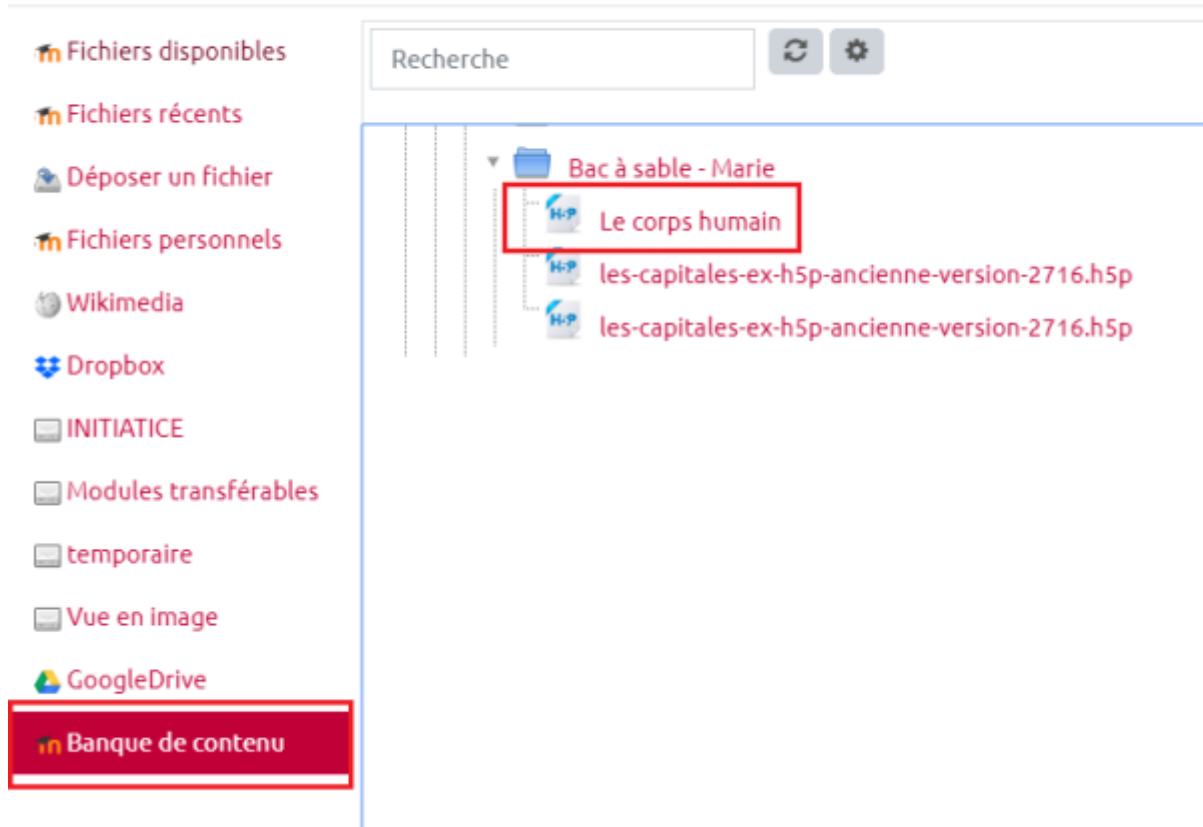 Fichiers disponibles
Fichiers récents
Déposer un fichier
Fichiers personnels
Wikimedia
Dropbox
INITIATICE
Modules transférables
temporaire
Vue en image
GoogleDrive
Banque de contenu
Recherche
Bac à sable - Marie
H-P Le corps humain
H-P les-capitales-ex-h5p-ancienne-version-2716.h5p
H-P les-capitales-ex-h5p-ancienne-version-2716.h5p